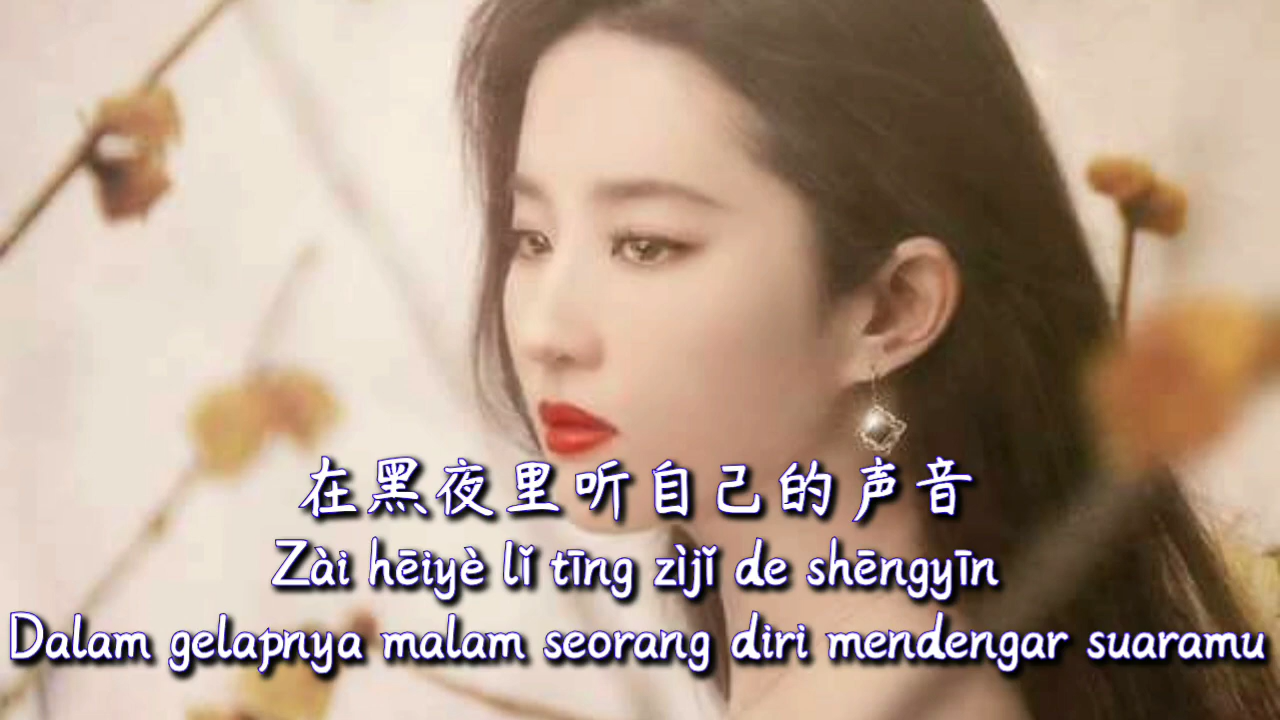 在黑夜里听自己的声音
Zài hēiyè lǐ tīng zìjǐ de shēngyīn
Dalam gelapnya malam seorang diri mendengar suaramu